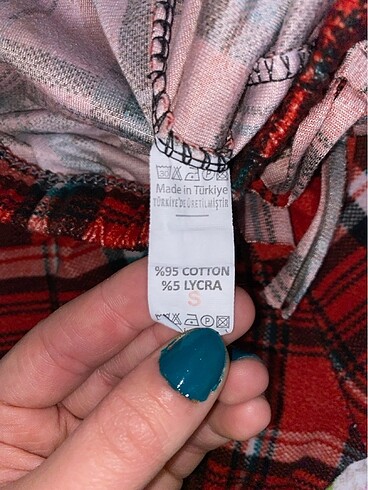 Made in Türkiye
TÜRKİYE'DE ÜRETİLMİŞTİR
%95 COTTON
%5 LYCRA
S